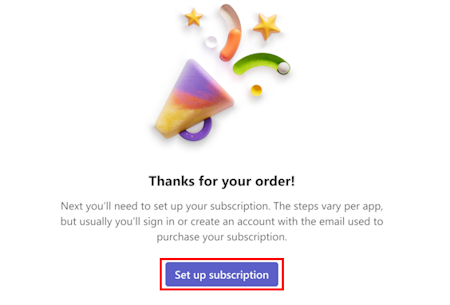 Thanks for your order!
Next you'll need to set up your subscription. The steps vary per app,
but usually you'll sign in or create an account with the email used to
purchase your subscription.
Set up subscription